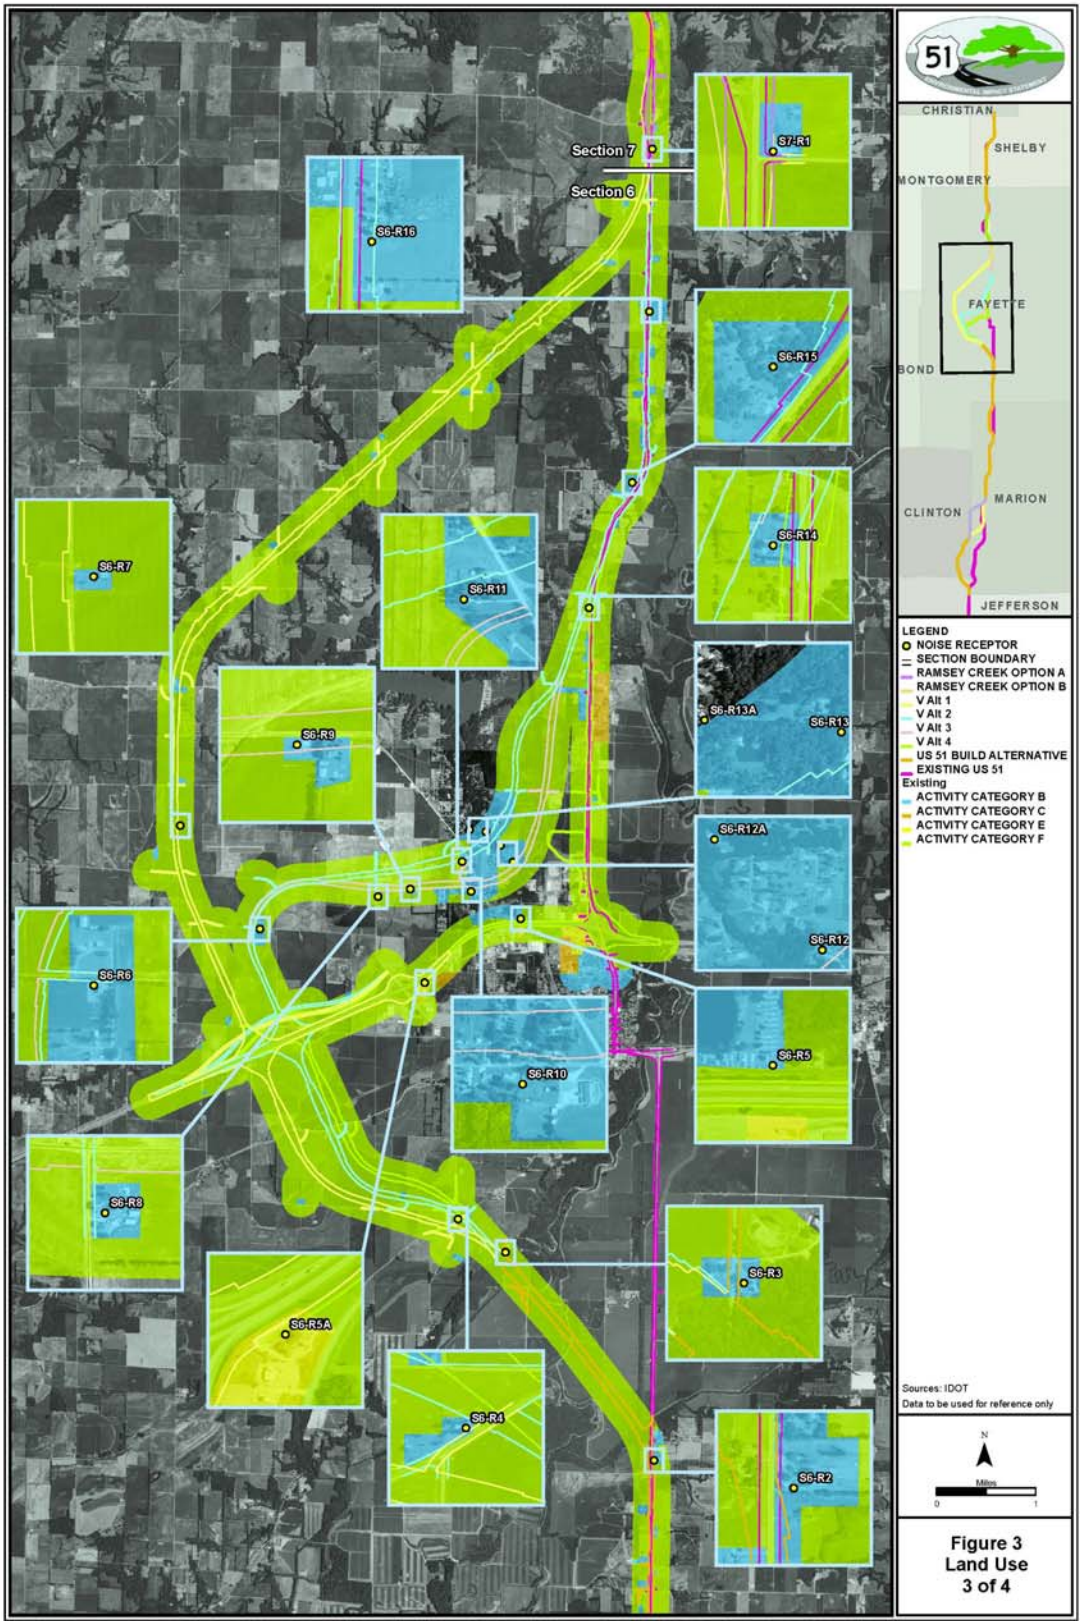 51
ENVIRONMENTAL IMPACT STATEMENT
CHRISTIAN
SHELBY
MONTGOMERY
FAYETTE
BOND
MARION
CLINTON
JEFFERSON
Section 7
Section 6
S7-R1
S6-R16
S6-R15
S6-R14
S6-R7
S6-R11
S6-R13A
S6-R13
S6-R9
S6-R12A
S6-R12
S6-R6
S6-R5
S6-R10
S6-R8
S6-R3
S6-R5A
S6-R4
S6-R2
LEGEND
NOISE RECEPTOR
SECTION BOUNDARY
RAMSEY CREEK OPTION A
RAMSEY CREEK OPTION B
V Alt 1
V Alt 2
V Alt 3
V Alt 4
US 51 BUILD ALTERNATIVE
EXISTING US 51
Existing
ACTIVITY CATEGORY B
ACTIVITY CATEGORY C
ACTIVITY CATEGORY E
ACTIVITY CATEGORY F
Sources: IDOT
Data to be used for reference only
N
Miles
0 1
Figure 3
Land Use
3 of 4